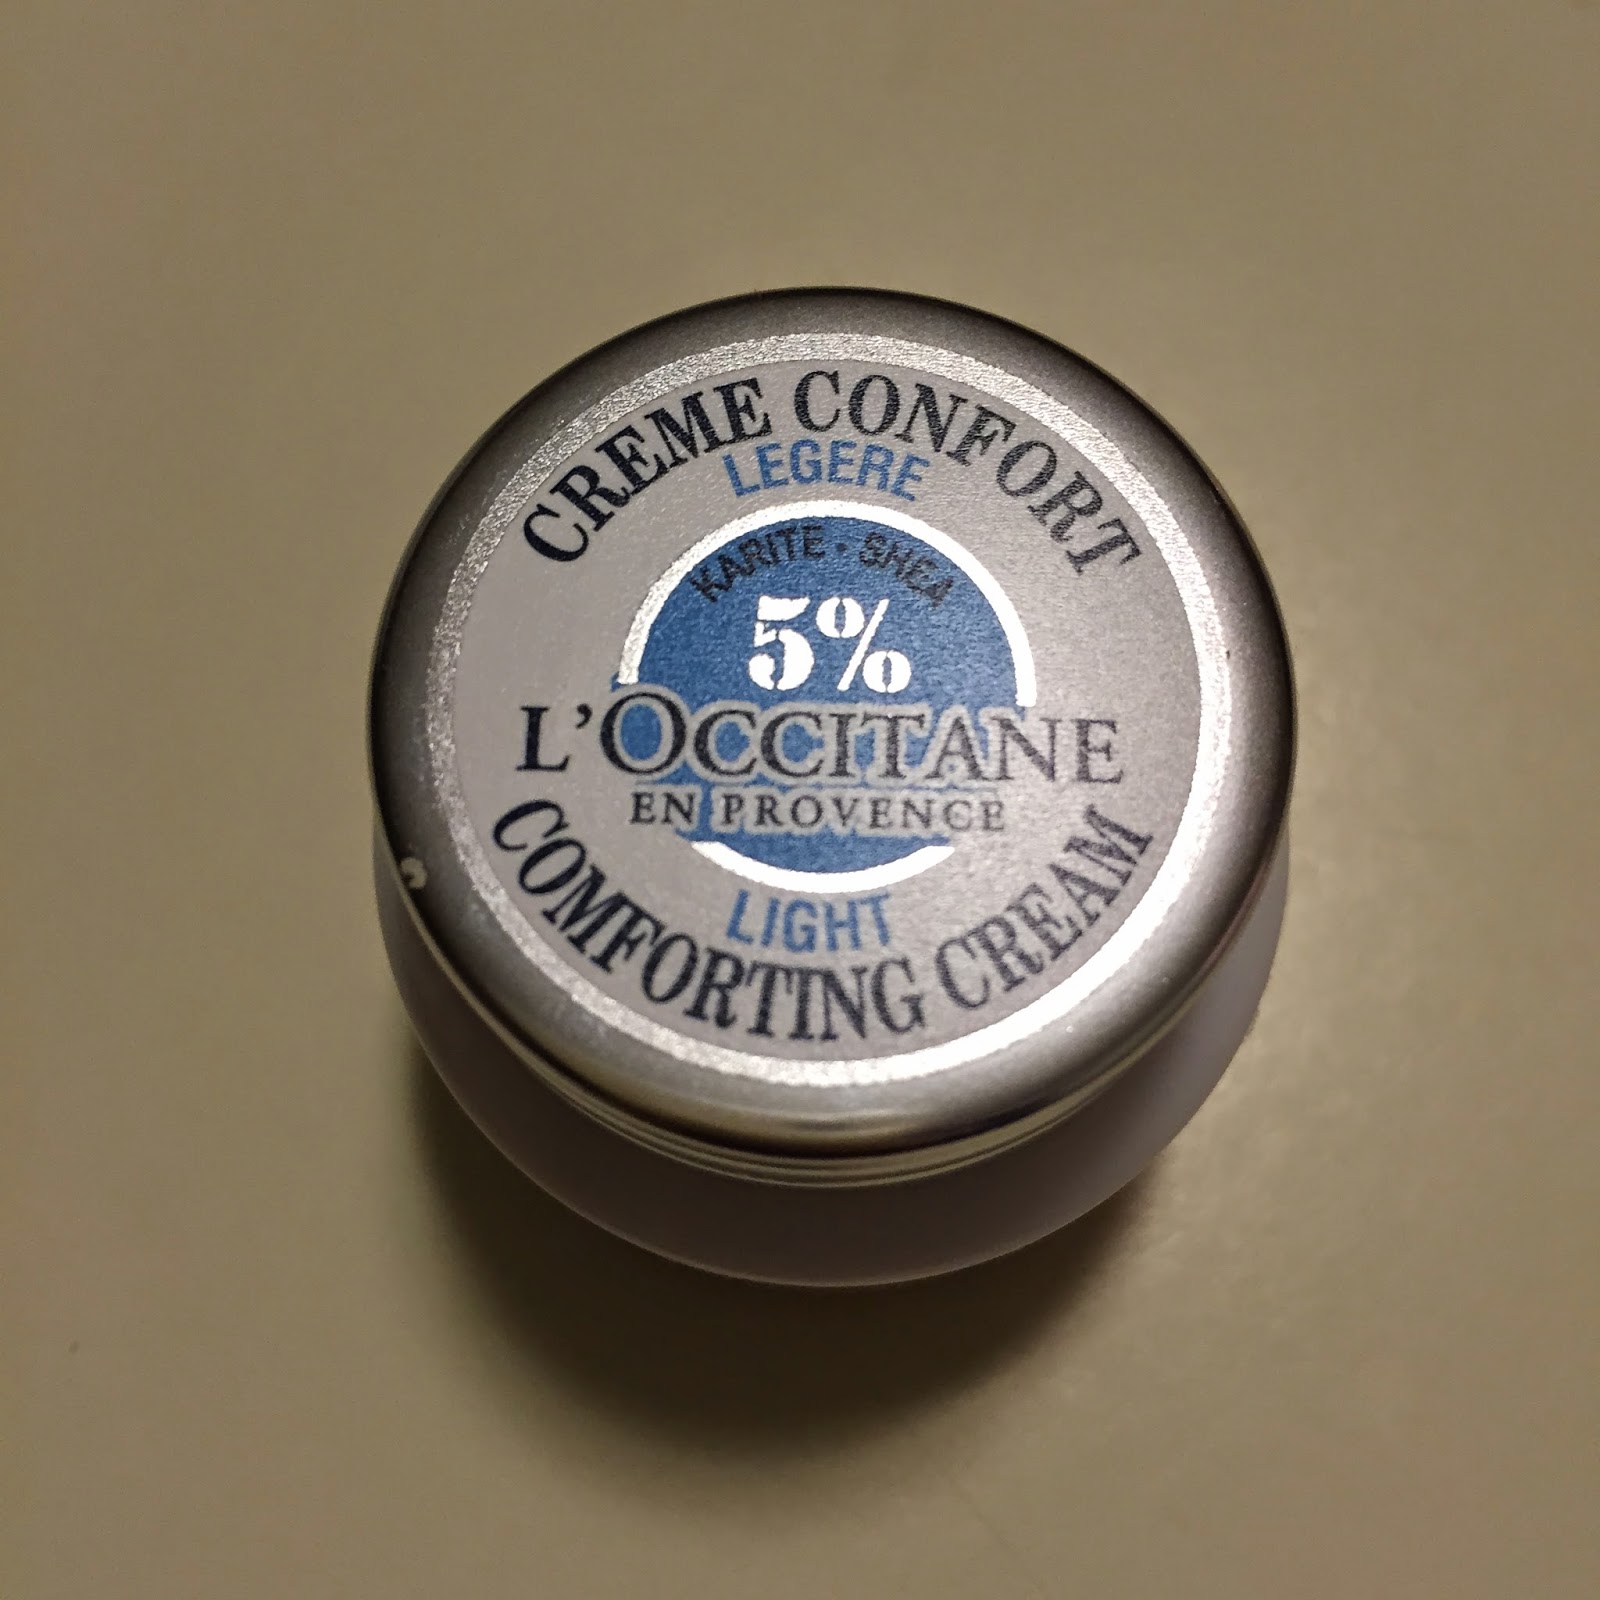 CREME CONFORT
LEGERE
KARITE • SHEA
5%
L'OCCITANE
EN PROVENCE
LIGHT
COMFORTING CREAM